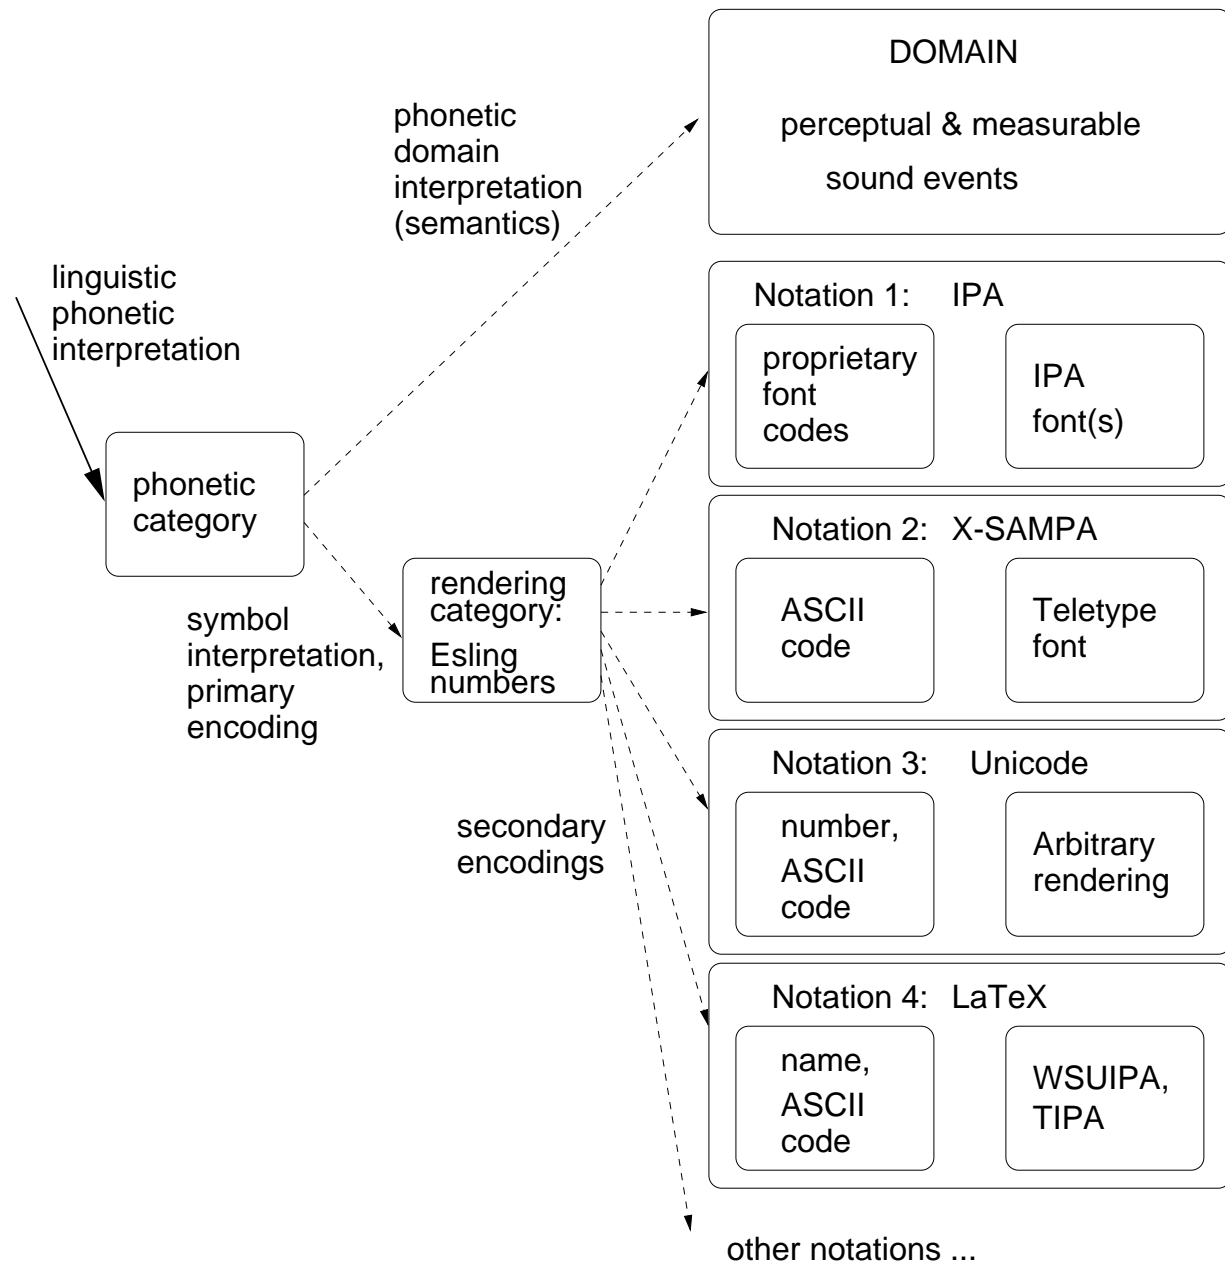 DOMAIN
perceptual & measurable
sound events
phonetic
domain
interpretation
(semantics)
linguistic
phonetic
interpretation
phonetic
category
symbol
interpretation,
primary
encoding
rendering
category:
Esling
numbers
secondary
encodings
Notation 1: IPA
proprietary
font
codes
IPA
font(s)
Notation 2: X-SAMPA
ASCII
code
Teletype
font
Notation 3: Unicode
number,
ASCII
code
Arbitrary
rendering
Notation 4: LaTeX
name,
ASCII
code
WSUIPA,
TIPA
other notations ...